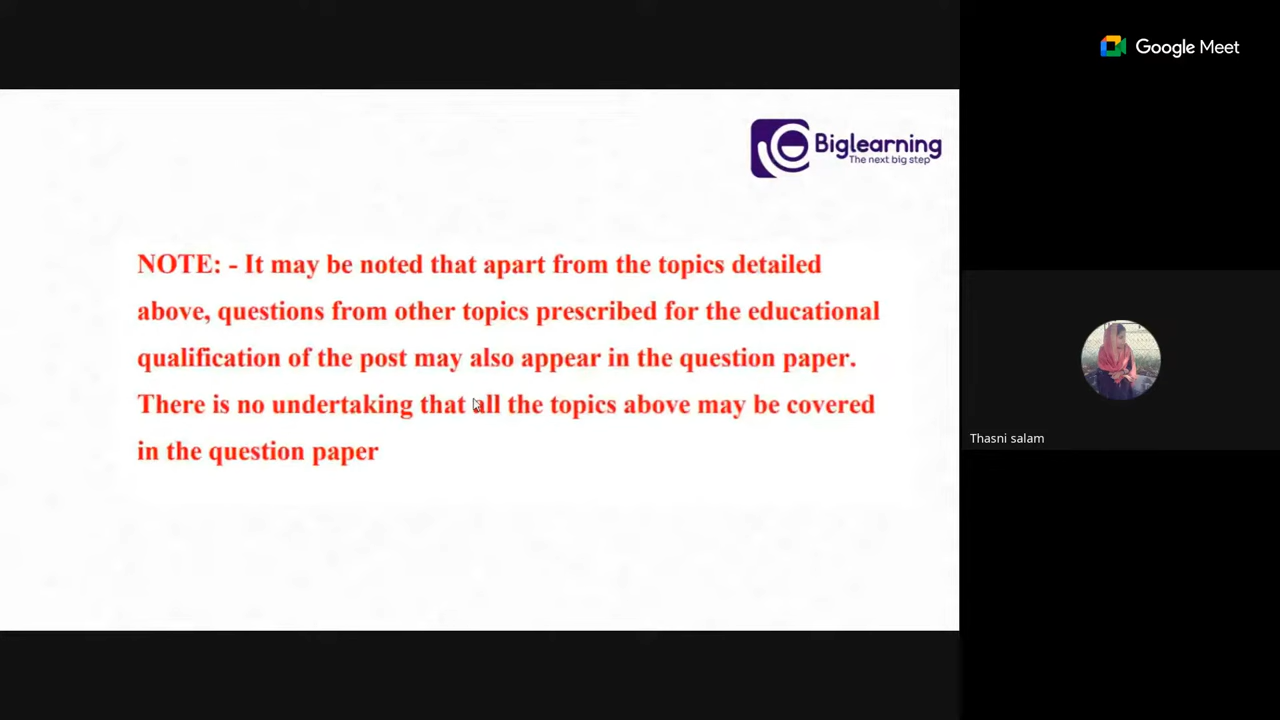 Google Meet
Biglearning
The next big step
NOTE: - It may be noted that apart from the topics detailed
above, questions from other topics prescribed for the educational
qualification of the post may also appear in the question paper.
There is no undertaking that all the topics above may be covered
in the question paper
Thasni salam